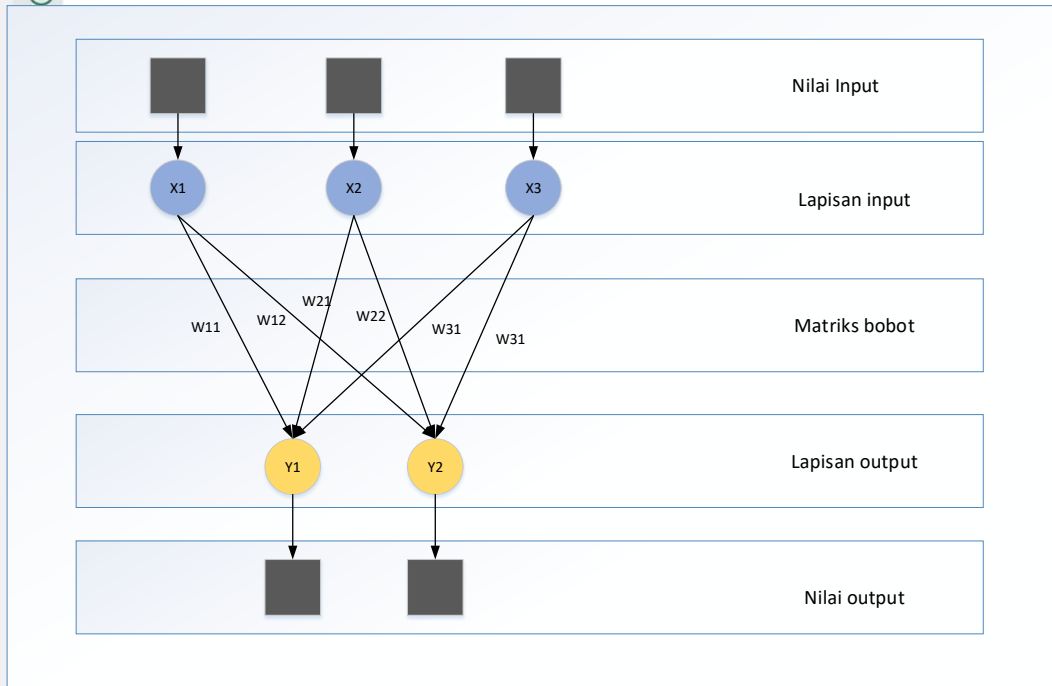 Nilai Input
X1
X2
X3
Lapisan input
W11
W12
W21
W22
W31
W31
Matriks bobot
Y1
Y2
Lapisan output
Nilai output